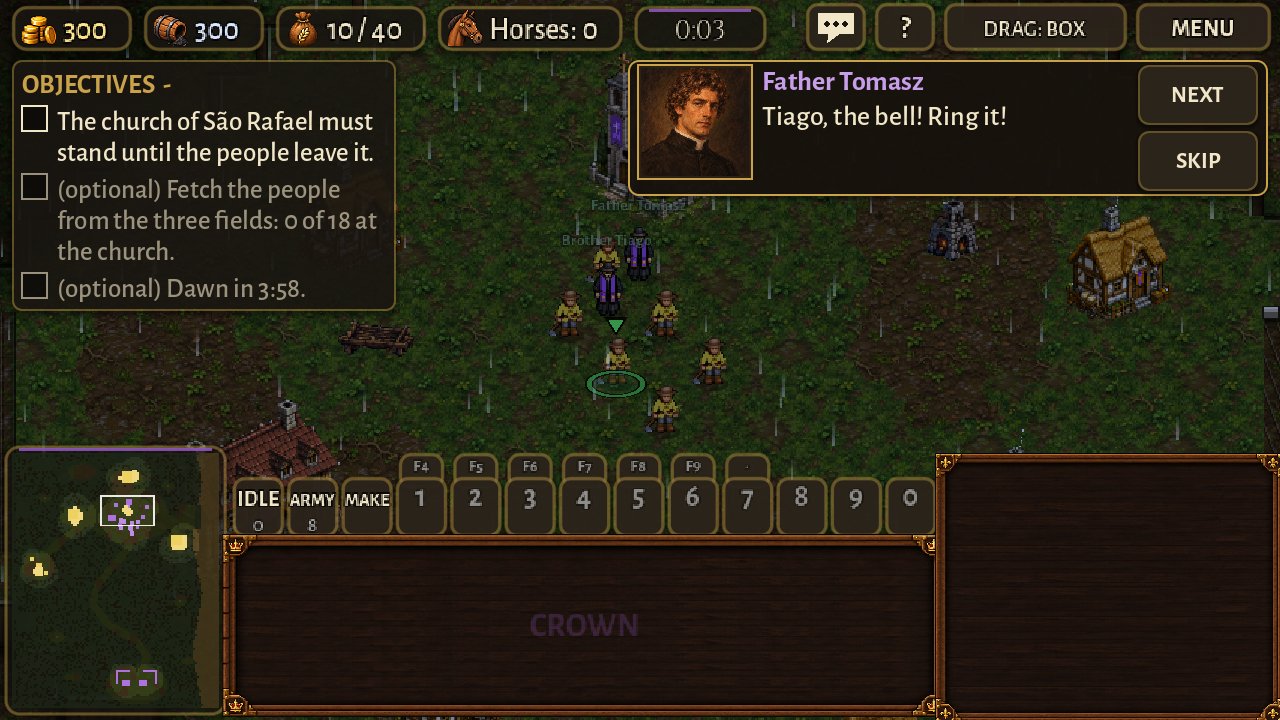 300
300
10/40
Horses: 0
0:03
?
DRAG: BOX
MENU
OBJECTIVES -
The church of São Rafael must
stand until the people leave it.
(optional) Fetch the people
from the three fields: 0 of 18 at
the church.
(optional) Dawn in 3:58.
Father Tomasz
Tiago, the bell! Ring it!
NEXT
SKIP
Father Tomasz
Brother Tiago
F4
F5
F6
F7
F8
F9
IDLE
0
ARMY
8
MAKE
1
2
3
4
5
6
7
8
9
0
CROWN